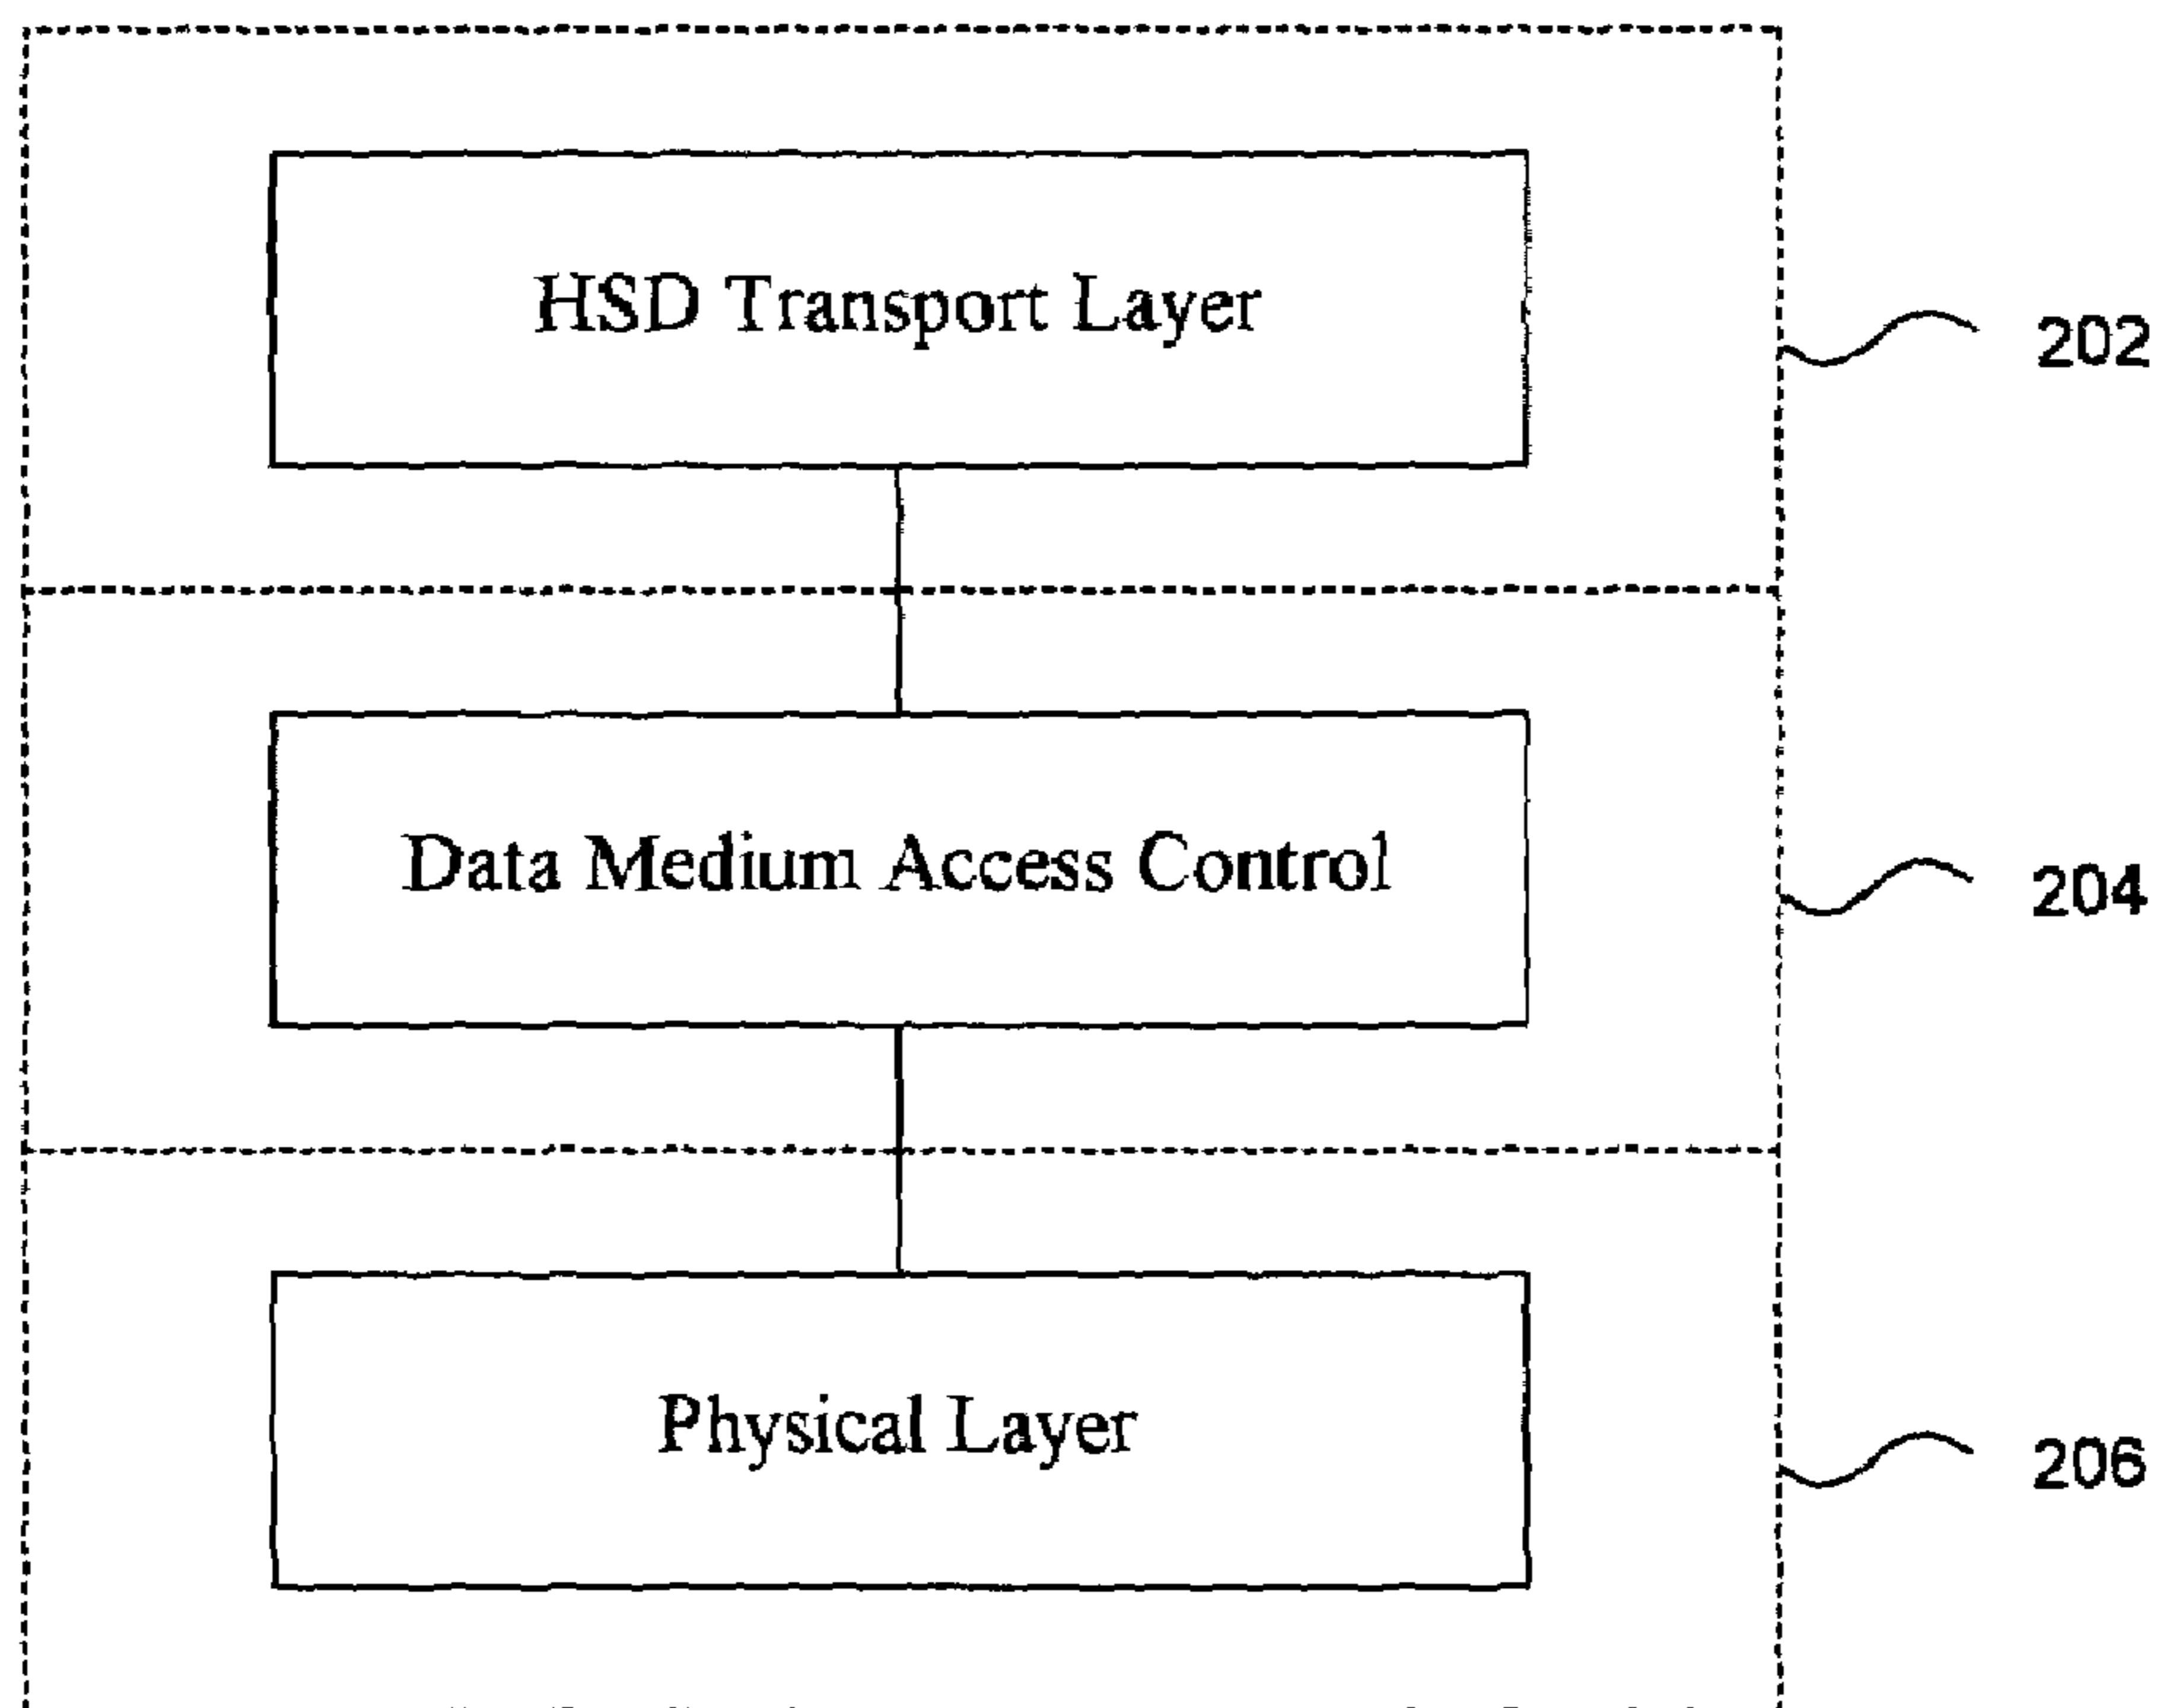 HSD Transport Layer
202
Data Medium Access Control
204
Physical Layer
206